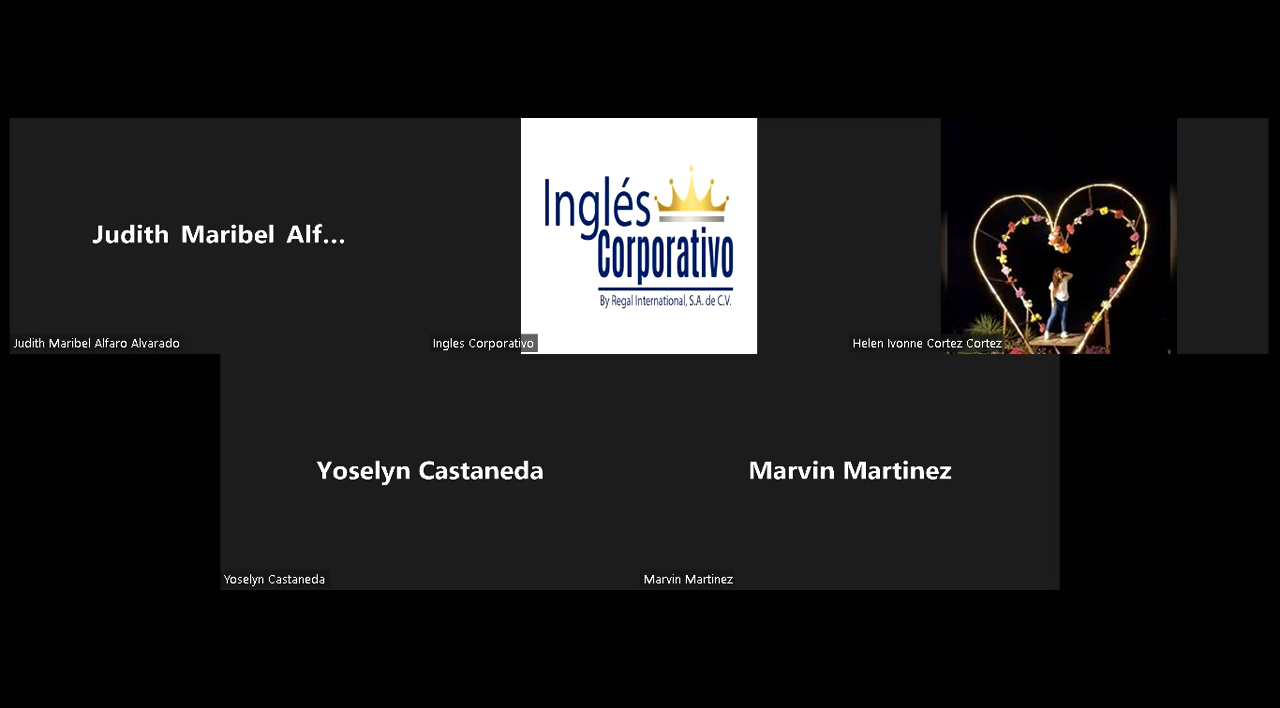 Judith Maribel Alf...
Judith Maribel Alfaro Alvarado
Inglés
Corporativo
By Regal International, S.A. de C.V.
Ingles Corporativo
Helen Ivonne Cortez Cortez
Yoselyn Castaneda
Yoselyn Castaneda
Marvin Martinez
Marvin Martinez